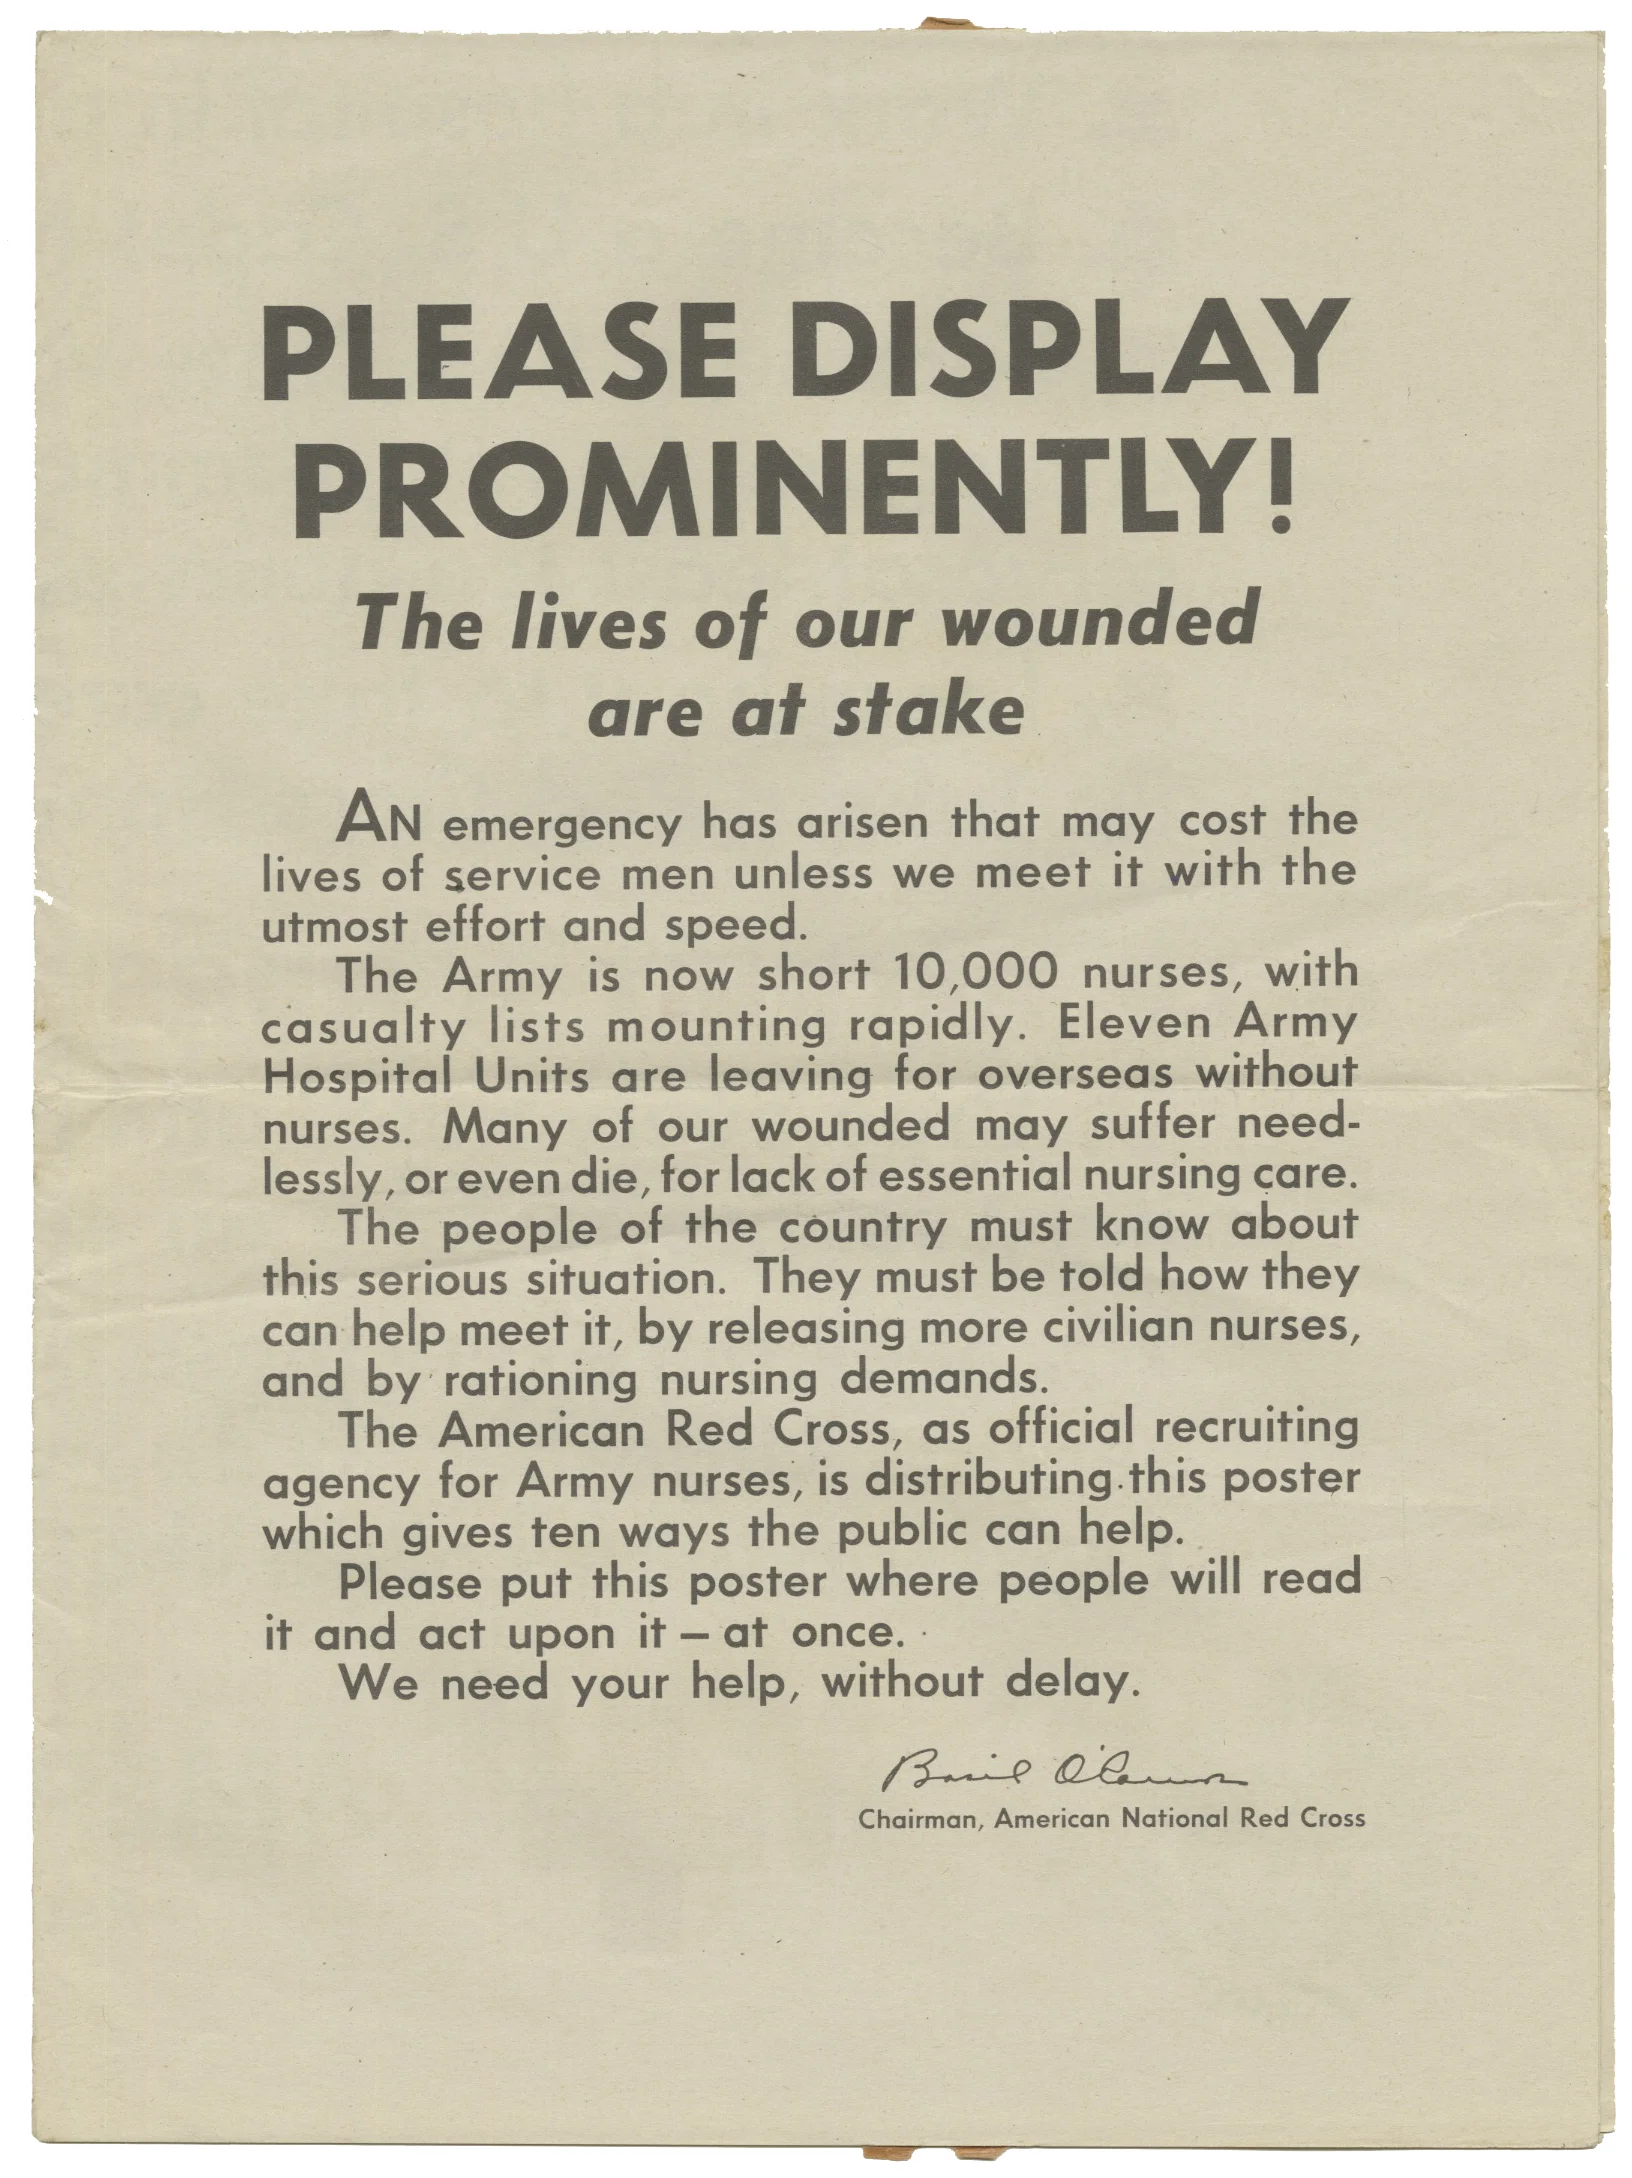 PLEASE DISPLAY
PROMINENTLY!
The lives of our wounded
are at stake
AN emergency has arisen that may cost the
lives of service men unless we meet it with the
utmost effort and speed.
The Army is now short 10,000 nurses, with
casualty lists mounting rapidly. Eleven Army
Hospital Units are leaving for overseas without
nurses. Many of our wounded may suffer need-
lessly, or even die, for lack of essential nursing care.
The people of the country must know about
this serious situation. They must be told how they
can help meet it, by releasing more civilian nurses,
and by rationing nursing demands.
The American Red Cross, as official recruiting
agency for Army nurses, is distributing this poster
which gives ten ways the public can help.
Please put this poster where people will read
it and act upon it — at once.
We need your help, without delay.
Basil O'Connor
Chairman, American National Red Cross